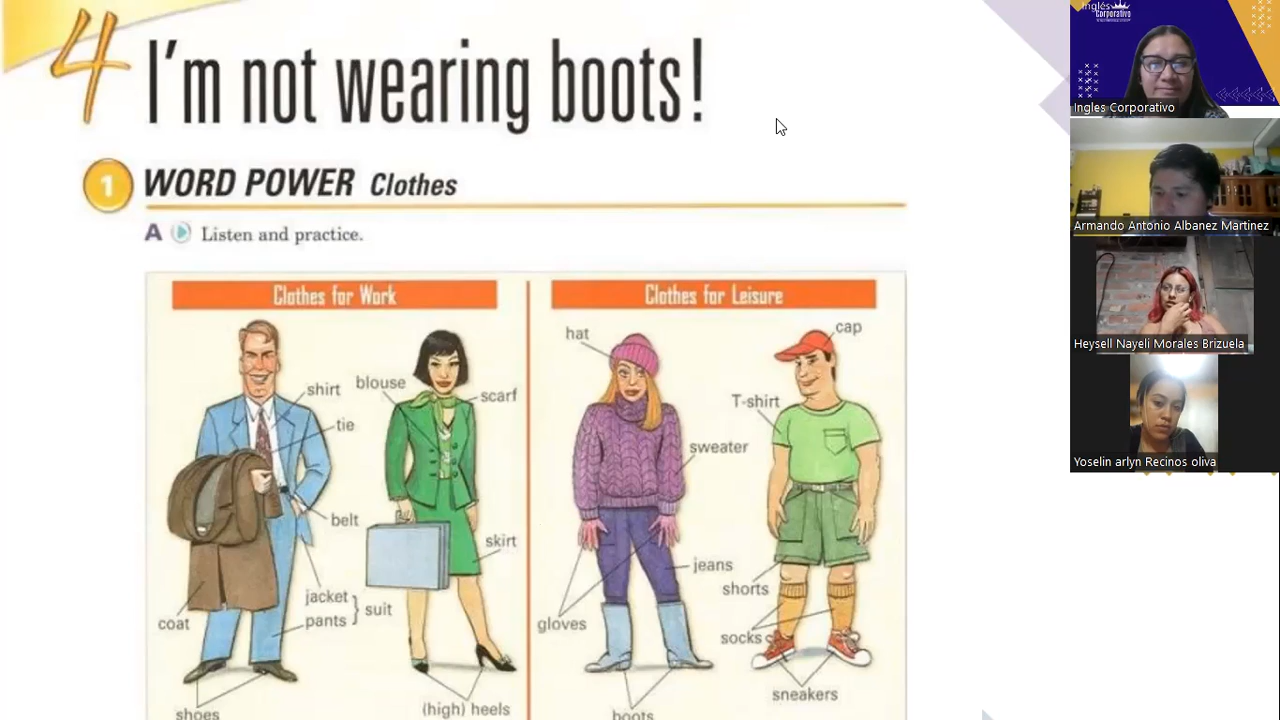 4 I'm not wearing boots!
1 WORD POWER Clothes
A Listen and practice.
Clothes for Work
shirt
blouse
scarf
tie
belt
skirt
jacket
pants
suit
coat
shoes
(high) heels
Clothes for Leisure
hat
cap
T-shirt
sweater
jeans
shorts
gloves
socks
sneakers
boots
Inglés
Corporativo
Ingles Corporativo
Armando Antonio Albanez Martinez
Heysell Nayeli Morales Brizuela
Yoselin arlyn Recinos oliva